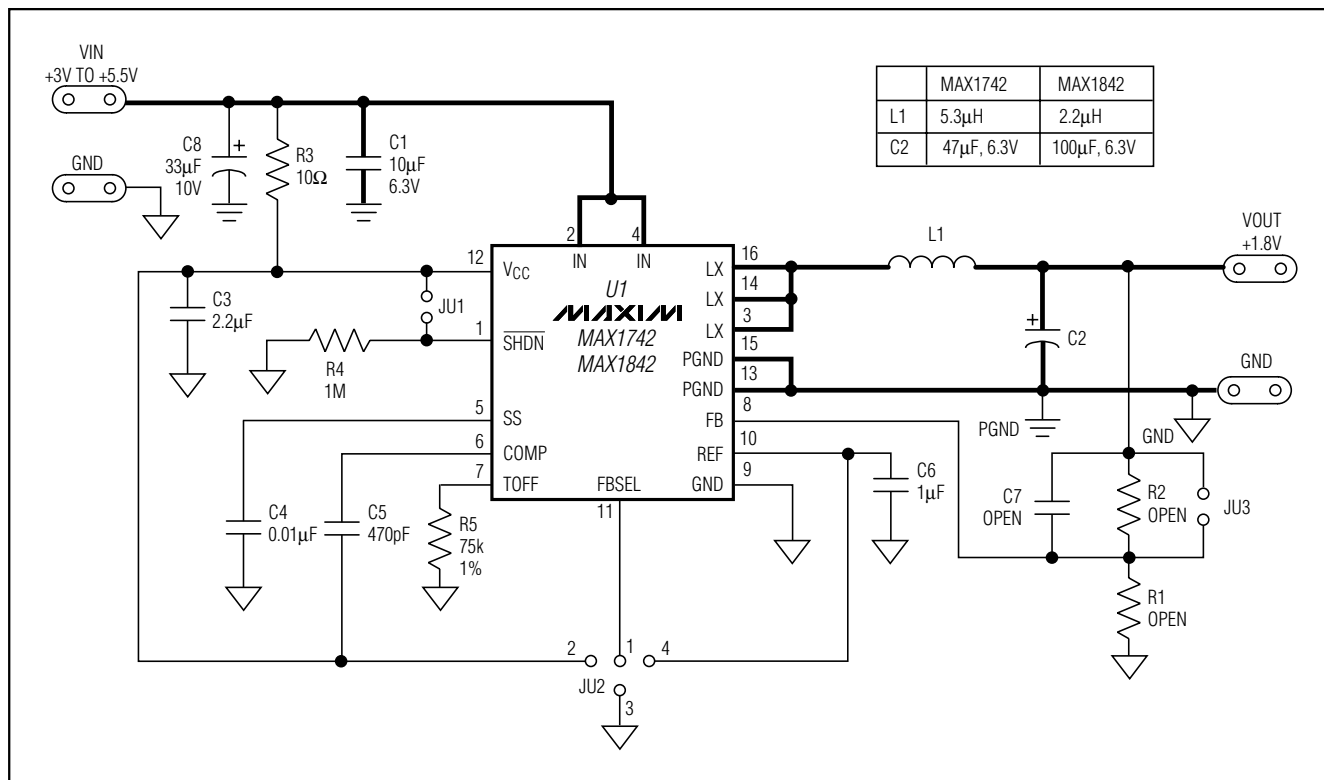 VIN
+3V TO +5.5V
GND
C8
33µF
10V
+
R3
10Ω
C1
10µF
6.3V
MAX1742 MAX1842
L1 5.3µH 2.2µH
C2 47µF, 6.3V 100µF, 6.3V
2 4
IN IN
12 VCC
C3
2.2µF
JU1
1 SHDN
R4
1M
5 SS
6 COMP
7 TOFF
FBSEL
11
U1
MAXIM
MAX1742
MAX1842
16 LX
14 LX
3 LX
15 PGND
13 PGND
8 FB
10 REF
9 GND
L1
VOUT
+1.8V
+
C2
GND
PGND
GND
C4
0.01µF
C5
470pF
R5
75k
1%
C6
1µF
C7
OPEN
R2
OPEN
JU3
R1
OPEN
2 1 4
JU2
3